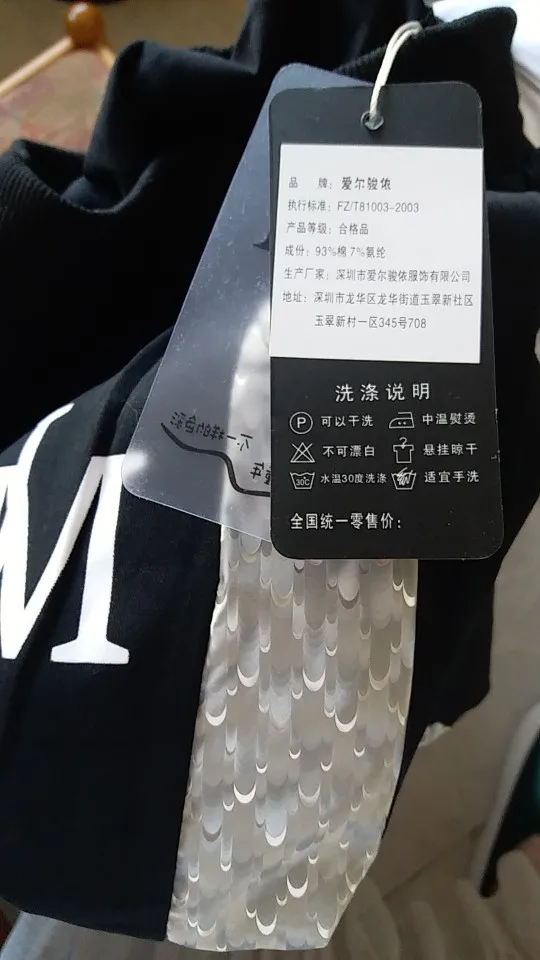 品 牌：爱尔骏依
执行标准：FZ/T81003-2003
产品等级：合格品
成份：93%棉 7%氨纶
生产厂家：深圳市爱尔骏依服饰有限公司
地址：深圳市龙华区龙华街道玉翠新社区
玉翠新村一区345号708
洗涤说明
P 可以干洗 中温熨烫
不可漂白 悬挂晾干
30C 水温30度洗涤 适宜手洗
全国统一零售价：
M